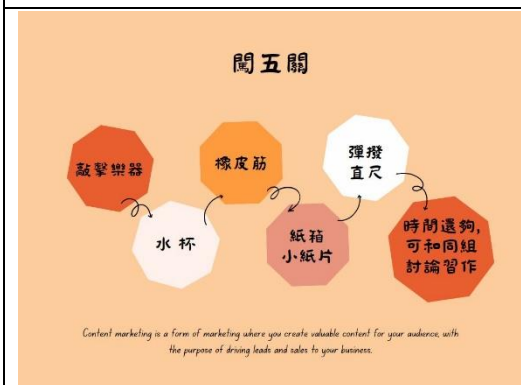 闖五關
敲擊樂器
水杯
橡皮筋
紙箱
小紙片
彈撥
直尺
時間還夠,
可和同組
討論習作
Content marketing is a form of marketing where you create valuable content for your audience, with
the purpose of driving leads and sales to your business.